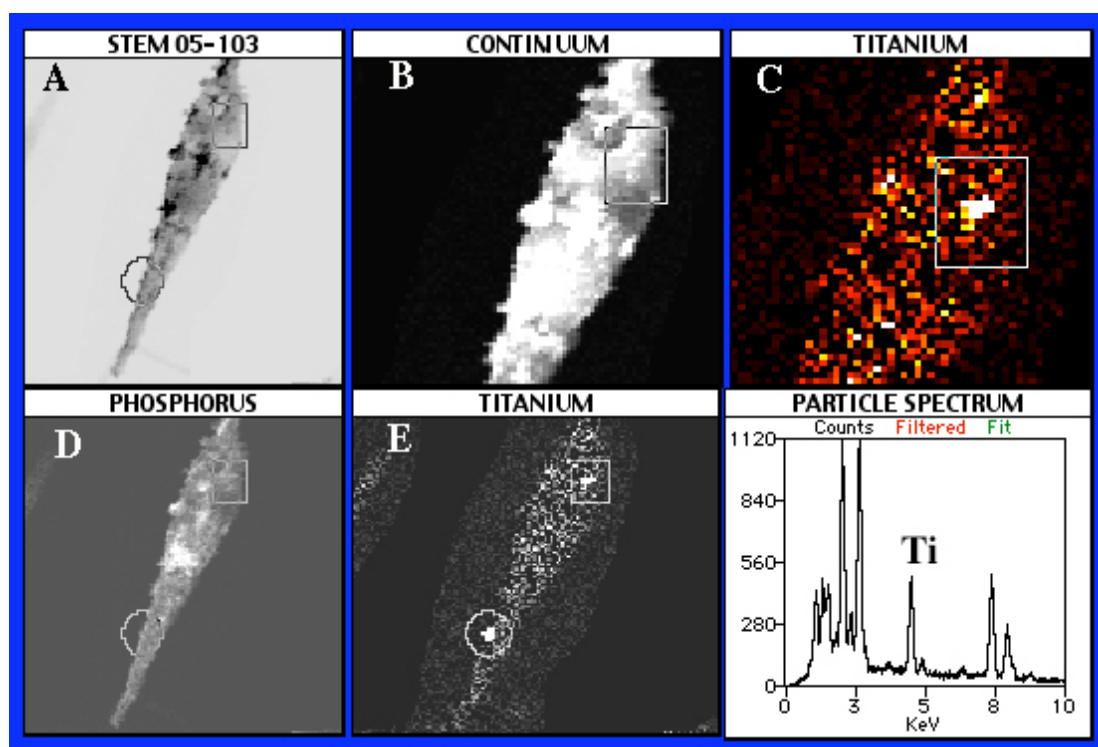 STEM 05-103
A
CONTINUUM
B
TITANIUM
C
PHOSPHORUS
D
TITANIUM
E
PARTICLE SPECTRUM
Counts Filtered Fit
1120
840
560
280
0
Ti
0 3 5 8 10
KeV